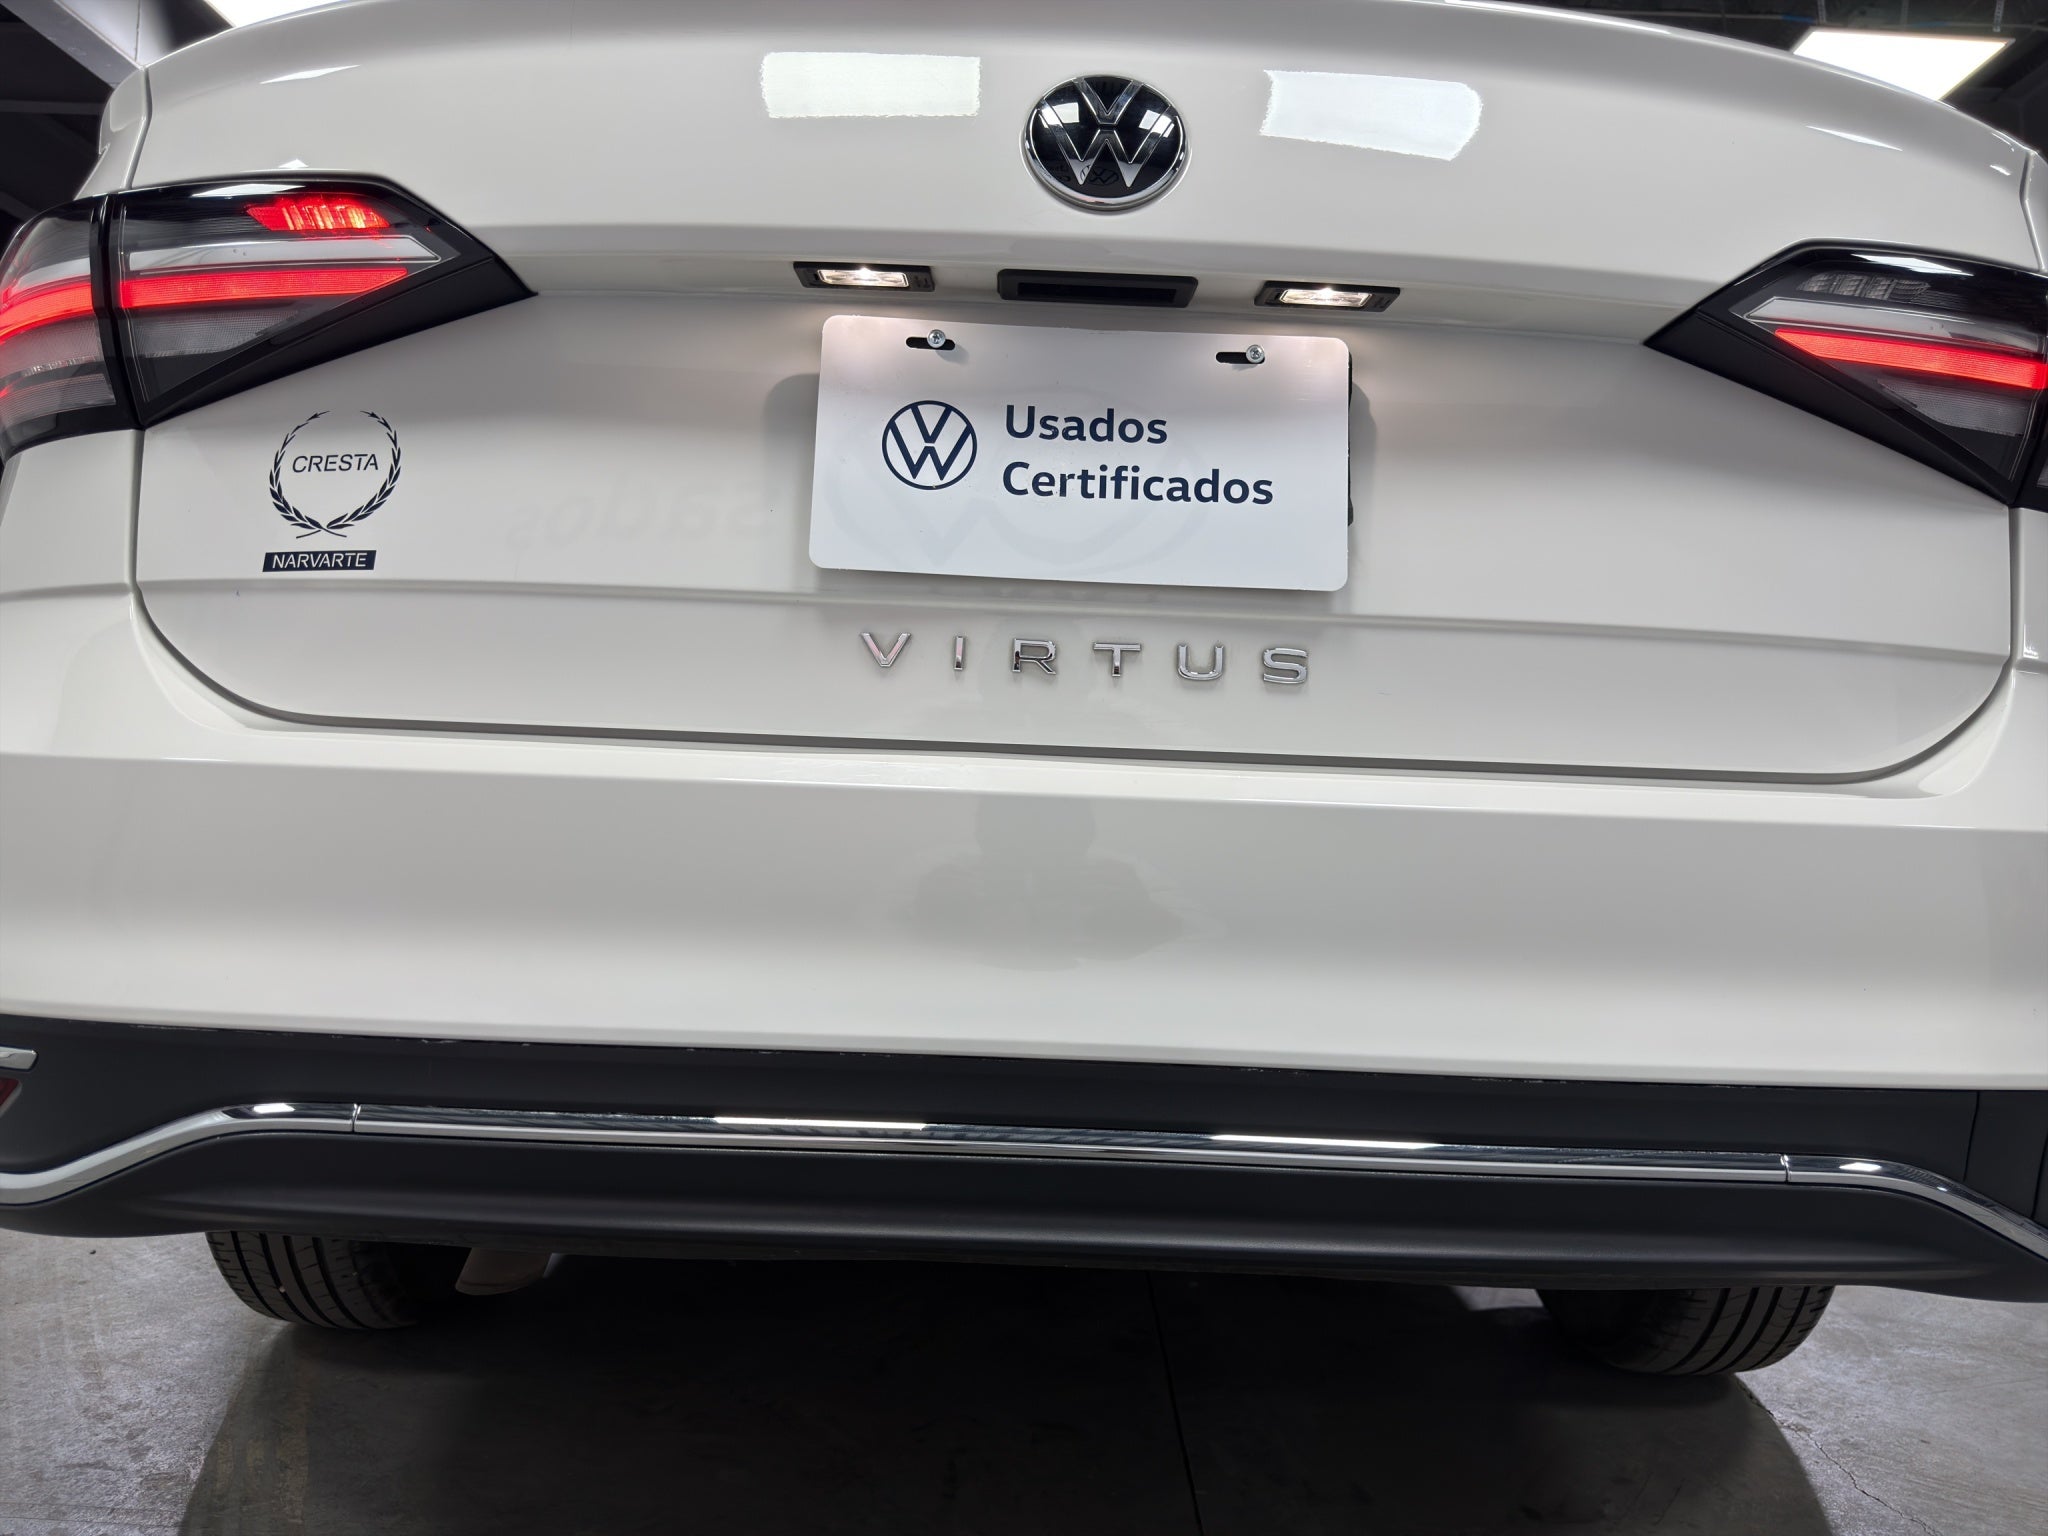 CRESTA
NARVARTE
Usados
Certificados
VIRTUS